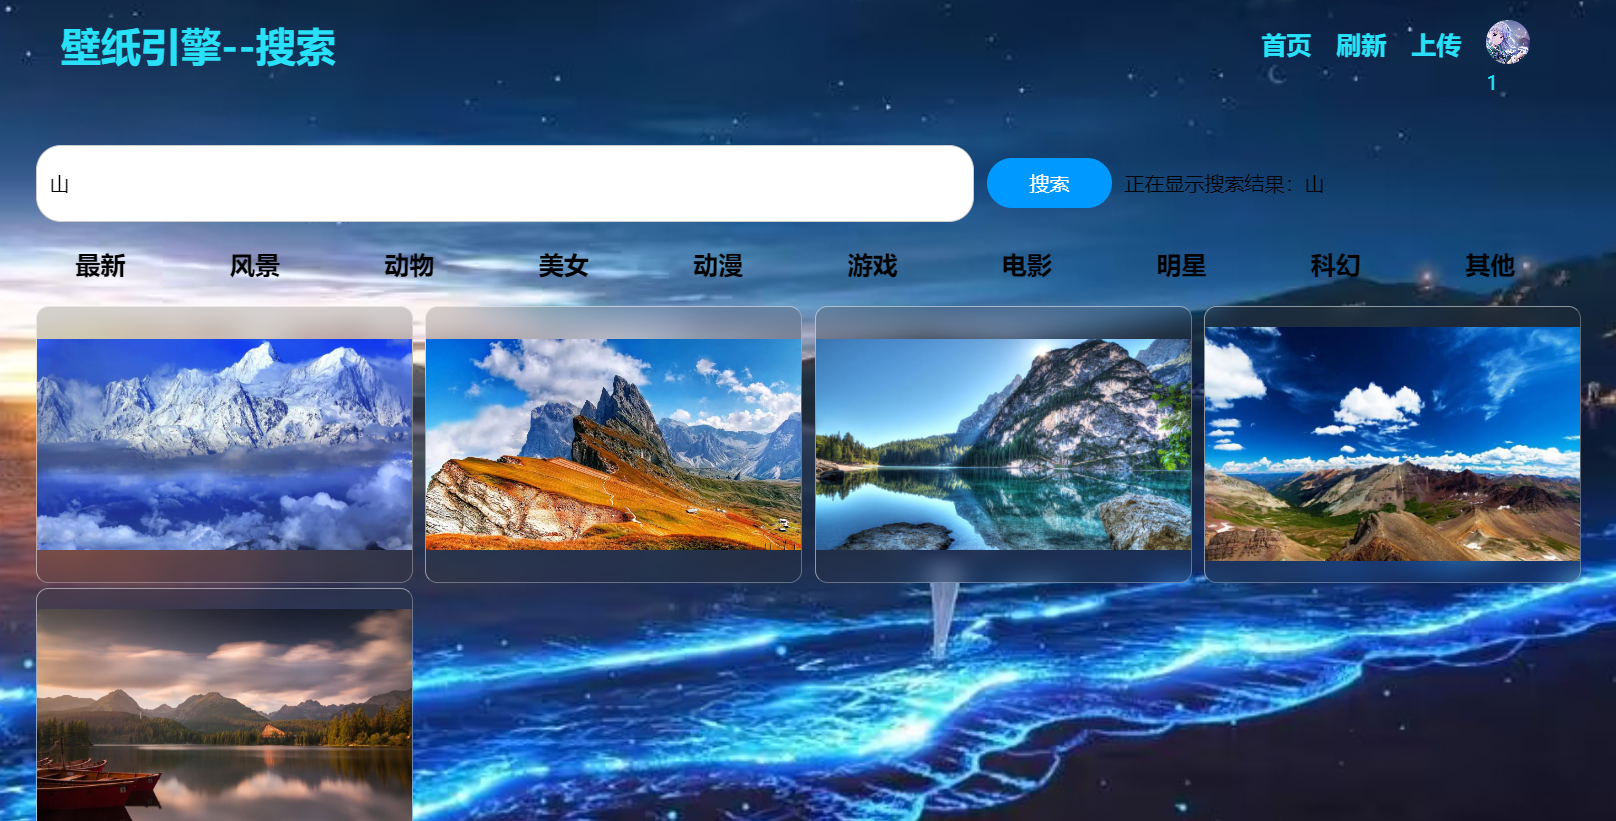 壁纸引擎--搜索
首页 刷新 上传
1
山
搜索
正在显示搜索结果：山
最新 风景 动物 美女 动漫 游戏 电影 明星 科幻 其他